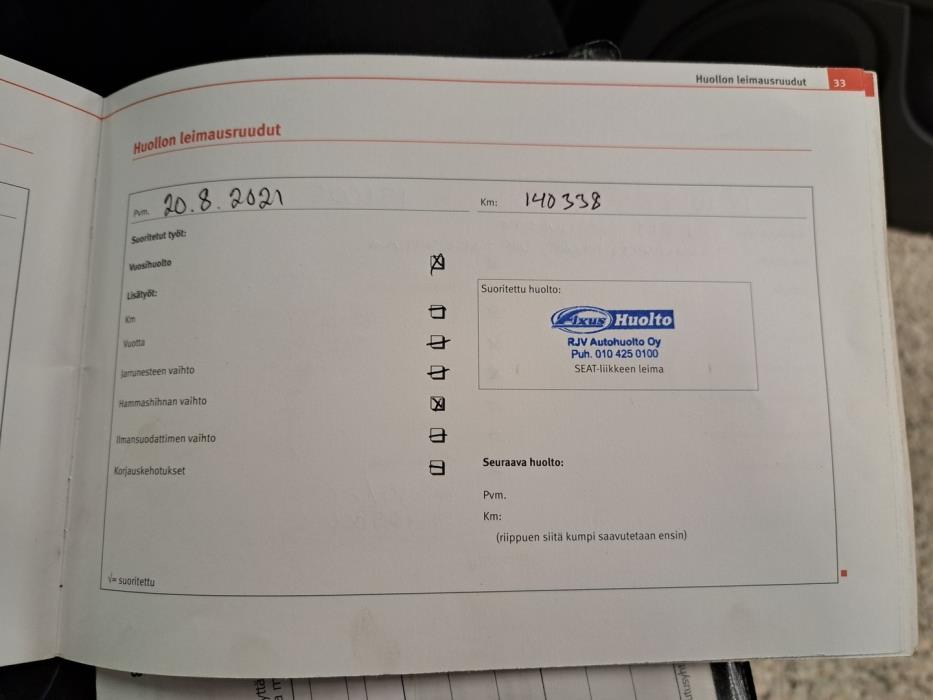 Huollon leimausruudut 33
Huollon leimausruudut
Pvm. 20.8.2021
Km: 140338
Suoritetut työt:
Vuosihuolto
Lisätyöt:
Km
Vuotta
Jarrunesteen vaihto
Hammashihnan vaihto
Ilmansuodattimen vaihto
Korjauskehotukset
√= suoritettu
Suoritettu huolto:
Fixus Huolto
RJV Autohuolto Oy
Puh. 010 425 0100
SEAT-liikkeen leima
Seuraava huolto:
Pvm.
Km:
(riippuen siitä kumpi saavutetaan ensin)